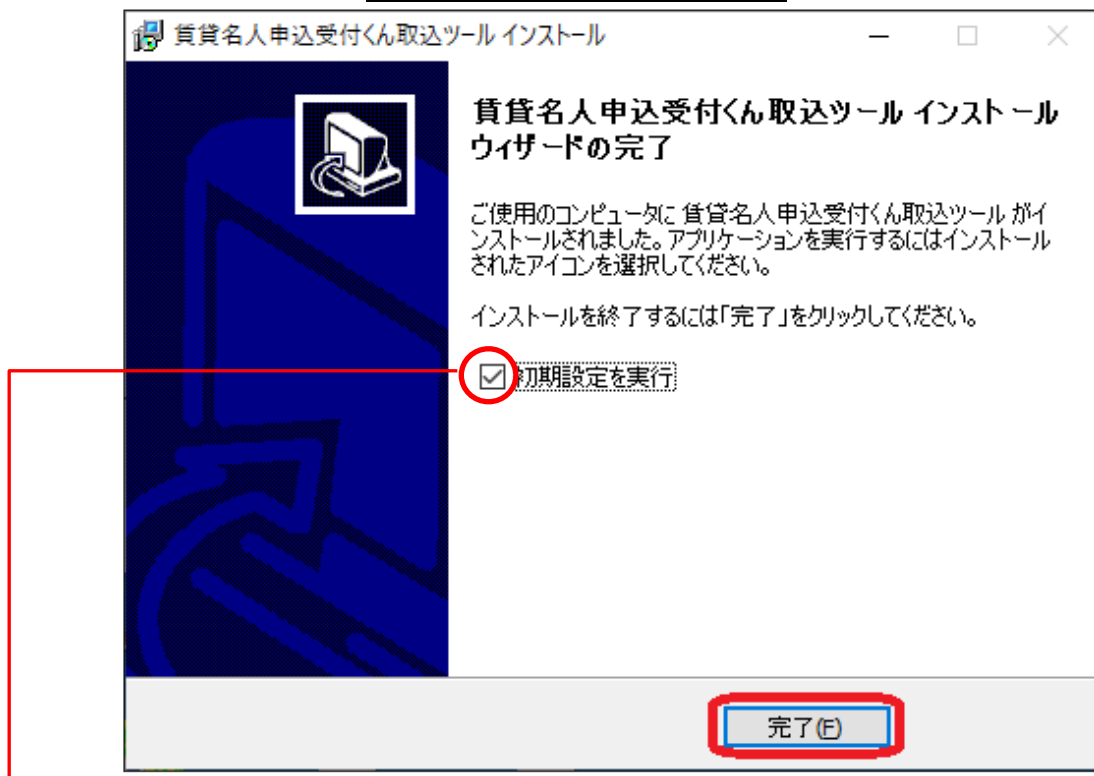 賃貸名人申込受付くん取込ツール インストール
賃貸名人申込受付くん取込ツール インストール
ウィザードの完了
ご使用のコンピュータに 賃貸名人申込受付くん取込ツール がイ
ンストールされました。アプリケーションを実行するにはインストール
されたアイコンを選択してください。
インストールを終了するには「完了」をクリックしてください。
初期設定を実行
完了(F)